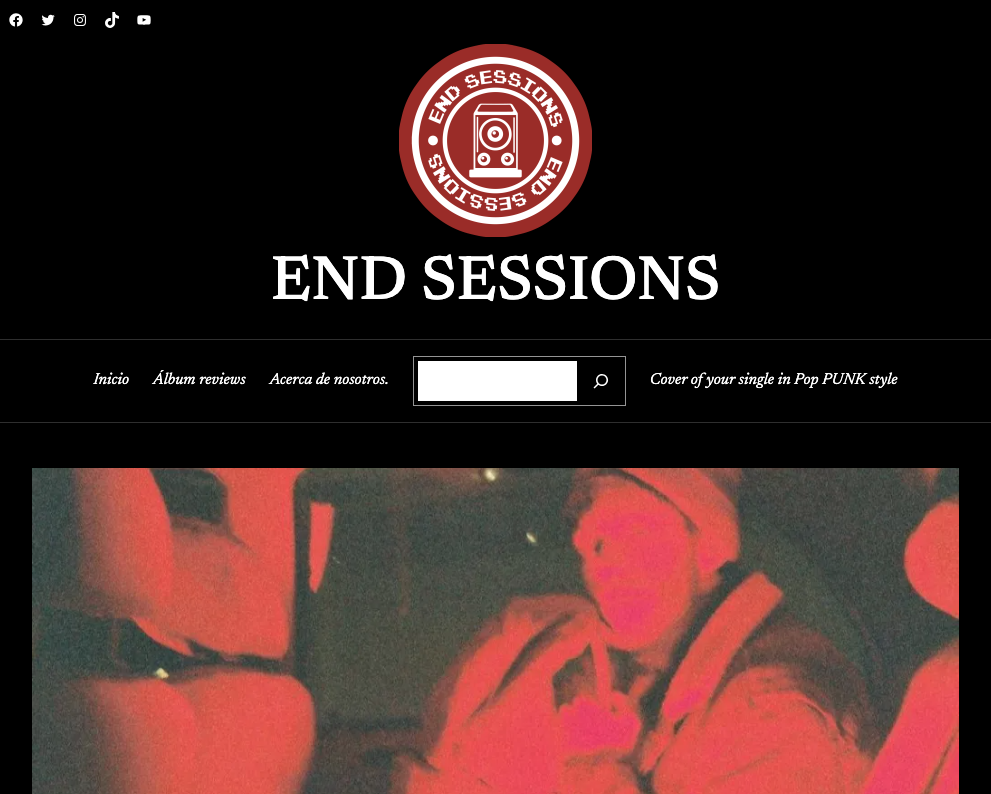 END SESSIONS
END SESSIONS
END SESSIONS
Inicio
Álbum reviews
Acerca de nosotros.
Cover of your single in Pop PUNK style